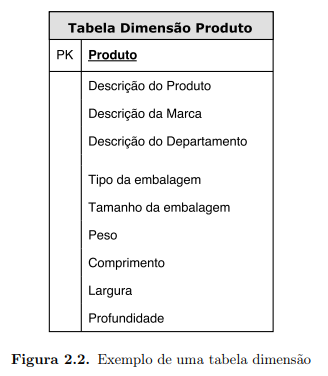 Tabela Dimensão Produto
PK Produto
Descrição do Produto
Descrição da Marca
Descrição do Departamento
Tipo da embalagem
Tamanho da embalagem
Peso
Comprimento
Largura
Profundidade
Figura 2.2. Exemplo de uma tabela dimensão